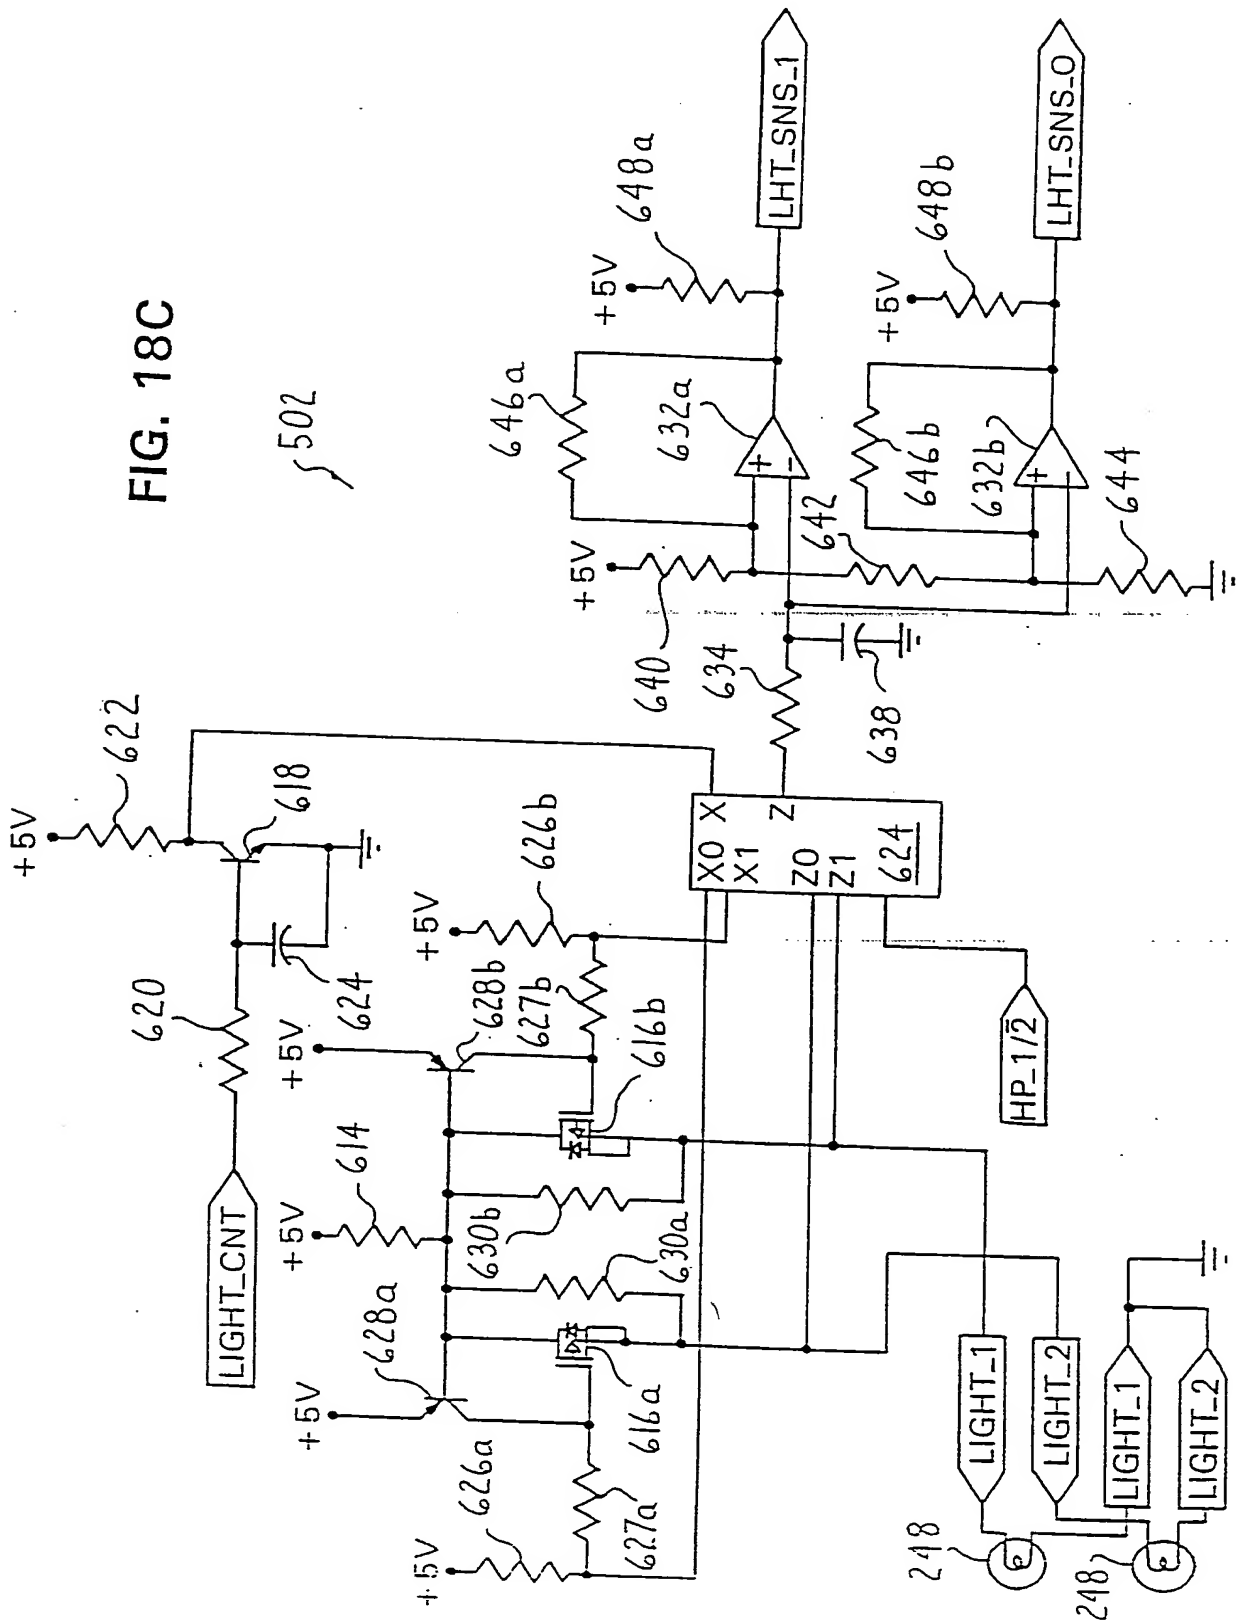 FIG. 18C
502
+5V
622
618
620
624
LIGHT_CNT
+5V
614
+5V
628b
+5V
626b
627b
616b
628a
+5V
630b
630a
626a
+5V
627a
616a
X0 X
X1
Z
Z0
Z1
624
HP_1/2̅
LIGHT_1
LIGHT_2
LIGHT_1
LIGHT_2
248
248
634
638
640
+5V
642
644
646a
632a
+
–
646b
632b
+
+5V
648a
+5V
648b
LHT_SNS_1
LHT_SNS_0